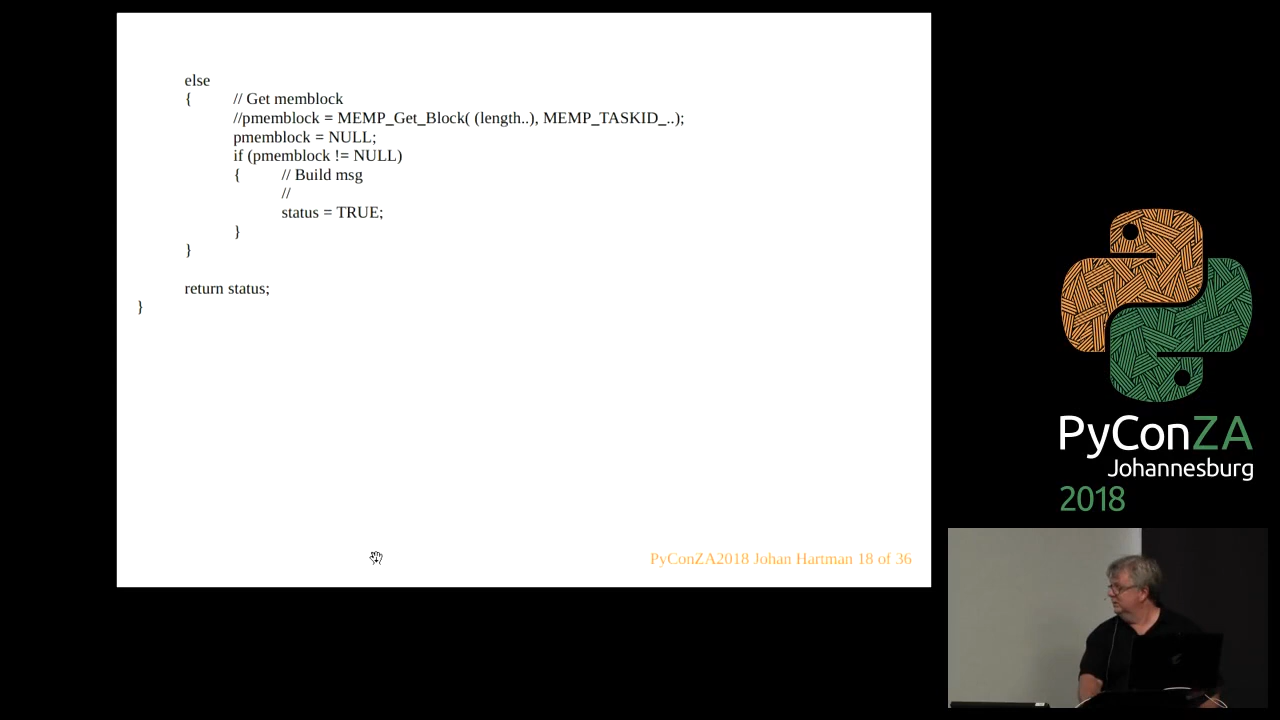 else
{ // Get memblock
//pmemblock = MEMP_Get_Block( (length..), MEMP_TASKID_..);
pmemblock = NULL;
if (pmemblock != NULL)
{ // Build msg
//
status = TRUE;
}
}
return status;
}
PyConZA2018 Johan Hartman 18 of 36
PyConZA
Johannesburg
2018